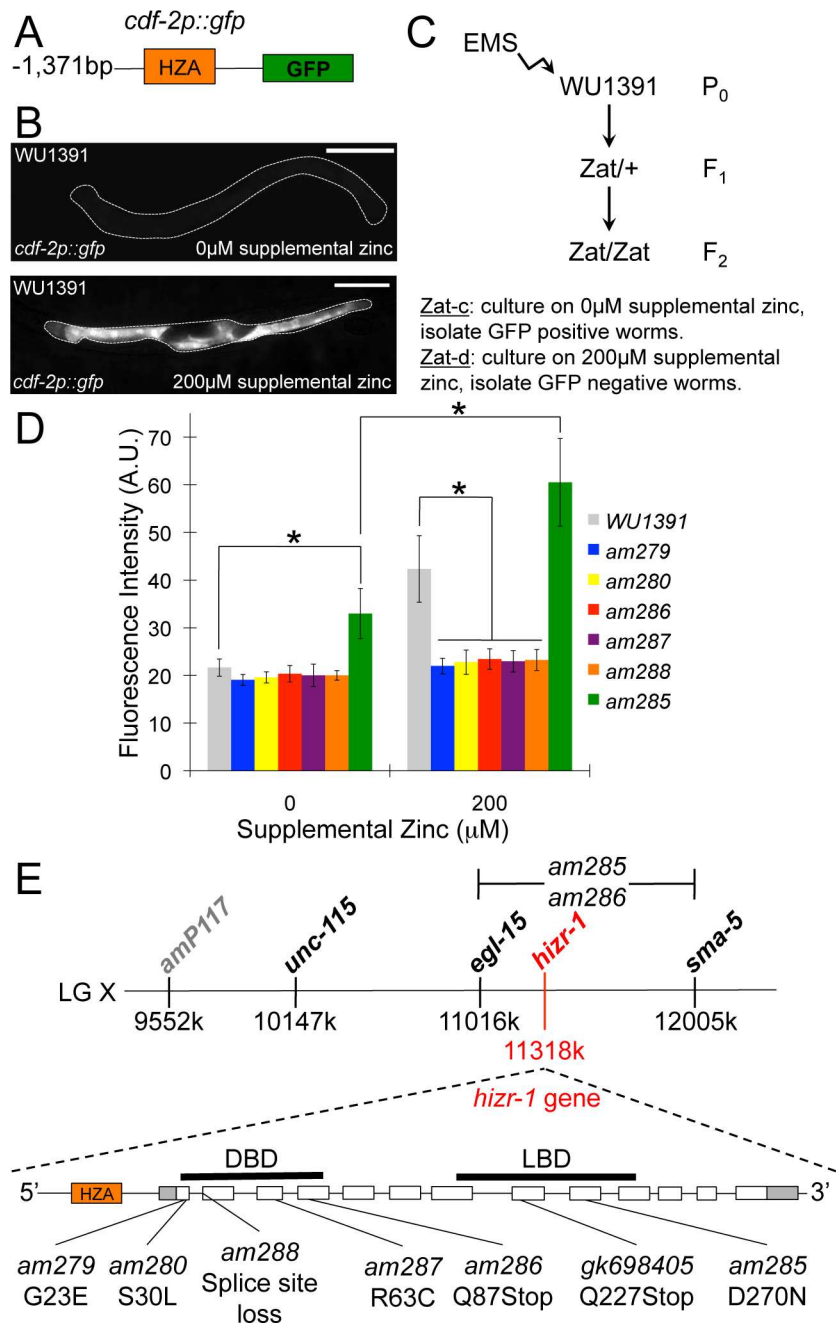 A
cdf-2p::gfp
-1,371bp
HZA
GFP
B
WU1391
cdf-2p::gfp
0µM supplemental zinc
WU1391
cdf-2p::gfp
200µM supplemental zinc
C
EMS
WU1391 P0
Zat/+ F1
Zat/Zat F2
Zat-c: culture on 0µM supplemental zinc,
isolate GFP positive worms.
Zat-d: culture on 200µM supplemental
zinc, isolate GFP negative worms.
D
Fluorescence Intensity (A.U.)
70
60
50
40
30
20
10
0
*
*
*
WU1391
am279
am280
am286
am287
am288
am285
0
200
Supplemental Zinc (µM)
E
am285
am286
amP117
unc-115
egl-15
hizr-1
sma-5
LG X
9552k
10147k
11016k
11318k
12005k
hizr-1 gene
DBD
LBD
5'
HZA
3'
am279
G23E
am280
S30L
am288
Splice site
loss
am287
R63C
am286
Q87Stop
gk698405
Q227Stop
am285
D270N